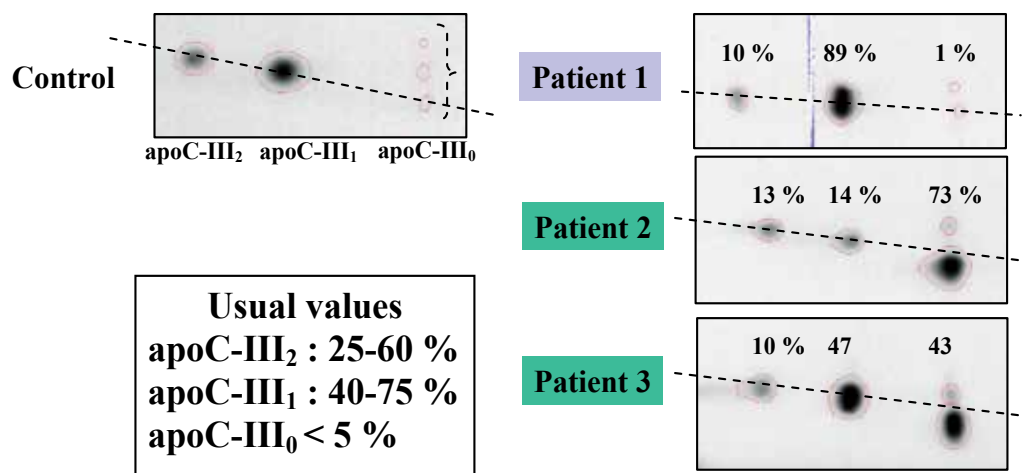 Control
apoC-III₂ apoC-III₁ apoC-III₀
Usual values
apoC-III₂ : 25-60 %
apoC-III₁ : 40-75 %
apoC-III₀ < 5 %
Patient 1
10 % 89 % 1 %
Patient 2
13 % 14 % 73 %
Patient 3
10 % 47 43